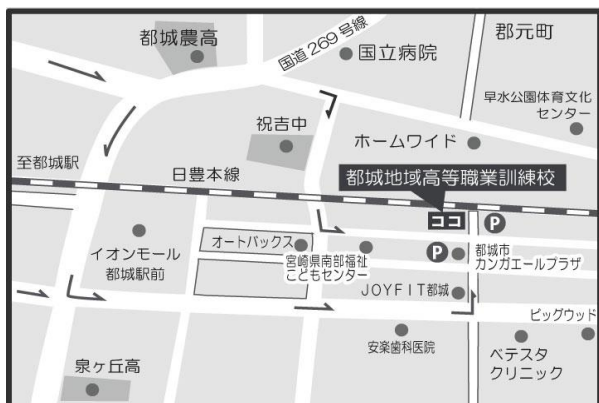 都城農高
国道269号線
国立病院
郡元町
早水公園体育文化
センター
祝吉中
ホームワイド
至都城駅
日豊本線
都城地域高等職業訓練校
ココ
P
イオンモール
都城駅前
オートバックス
宮崎県南部福祉
こどもセンター
P
都城市
カンガエールプラザ
JOYFIT都城
ビッグウッド
安楽歯科医院
ベテスタ
クリニック
泉ヶ丘高